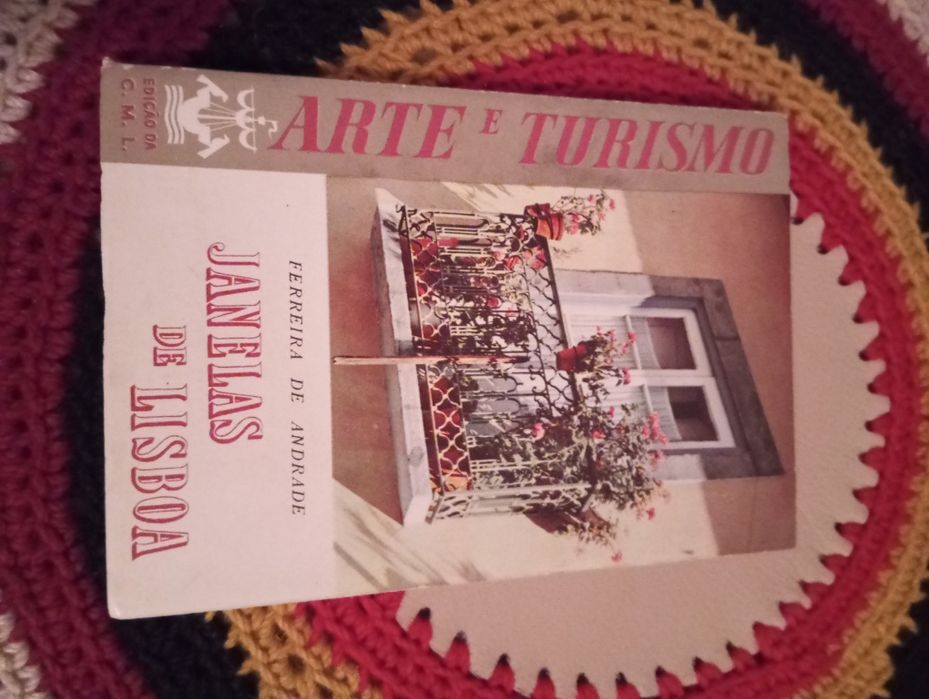 ARTE E TURISMO
FERREIRA DE ANDRADE
JANELAS
DE LISBOA
EDIÇÃO DA
C. M. L.